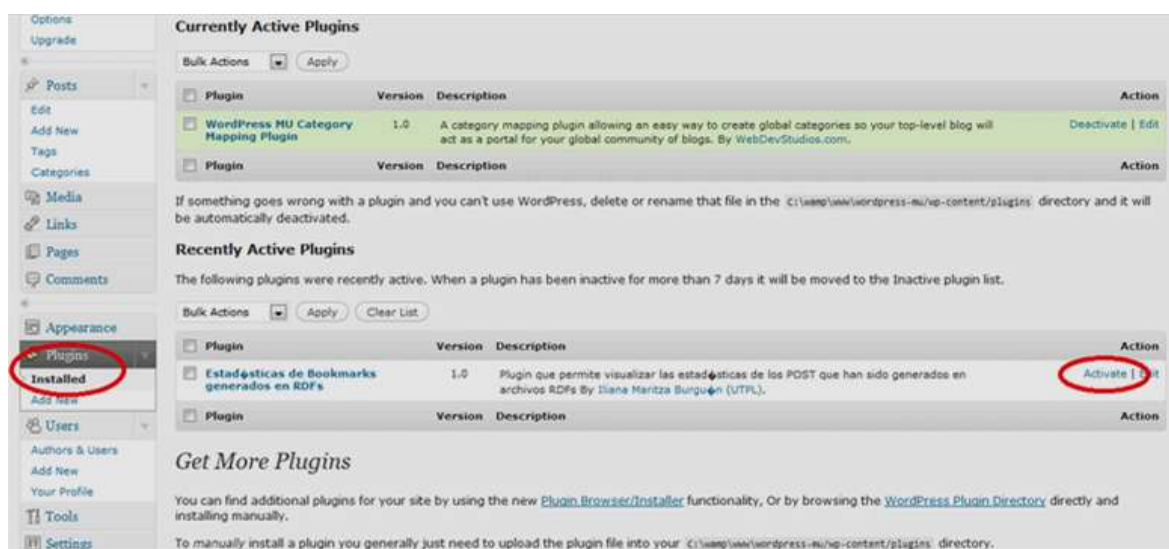 Options
Upgrade
Posts
Edit
Add New
Tags
Categories
Media
Links
Pages
Comments
Appearance
Plugins
Installed
Add New
Users
Authors & Users
Add New
Your Profile
Tools
Settings
Currently Active Plugins
Bulk Actions Apply
Plugin Version Description Action
WordPress MU Category 1.0 A category mapping plugin allowing an easy way to create global categories so your top-level blog will Deactivate | Edit
Mapping Plugin act as a portal for your global community of blogs. By WebDevStudios.com.
Plugin Version Description Action
If something goes wrong with a plugin and you can't use WordPress, delete or rename that file in the C:\wamp\www\wordpress-mu/wp-content/plugins directory and it will
be automatically deactivated.
Recently Active Plugins
The following plugins were recently active. When a plugin has been inactive for more than 7 days it will be moved to the Inactive plugin list.
Bulk Actions Apply Clear List
Plugin Version Description Action
Estad�sticas de Bookmarks 1.0 Plugin que permite visualizar las estad�sticas de los POST que han sido generados en Activate | Edit
generados en RDFs archivos RDFs By Iliana Maritza Burgu�n (UTPL).
Plugin Version Description Action
Get More Plugins
You can find additional plugins for your site by using the new Plugin Browser/Installer functionality, Or by browsing the WordPress Plugin Directory directly and
installing manually.
To manually install a plugin you generally just need to upload the plugin file into your C:\wamp\www\wordpress-mu/wp-content/plugins directory.